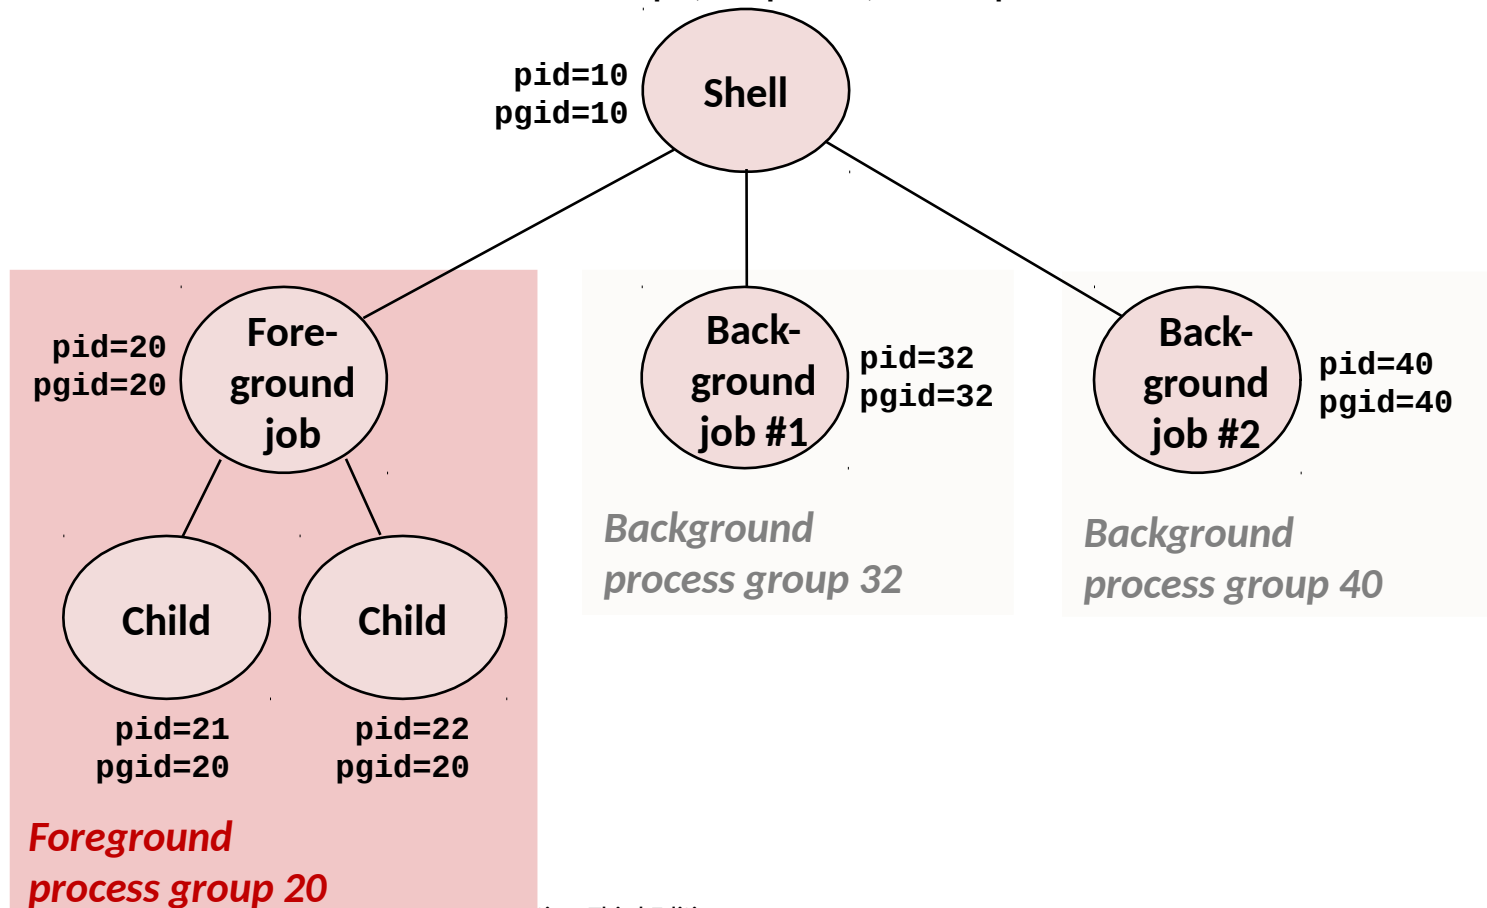 pid=10
pgid=10
Shell
pid=20
pgid=20
Fore-
ground
job
Back-
ground
job #1
pid=32
pgid=32
Back-
ground
job #2
pid=40
pgid=40
Background
process group 32
Background
process group 40
Child
Child
pid=21
pgid=20
pid=22
pgid=20
Foreground
process group 20